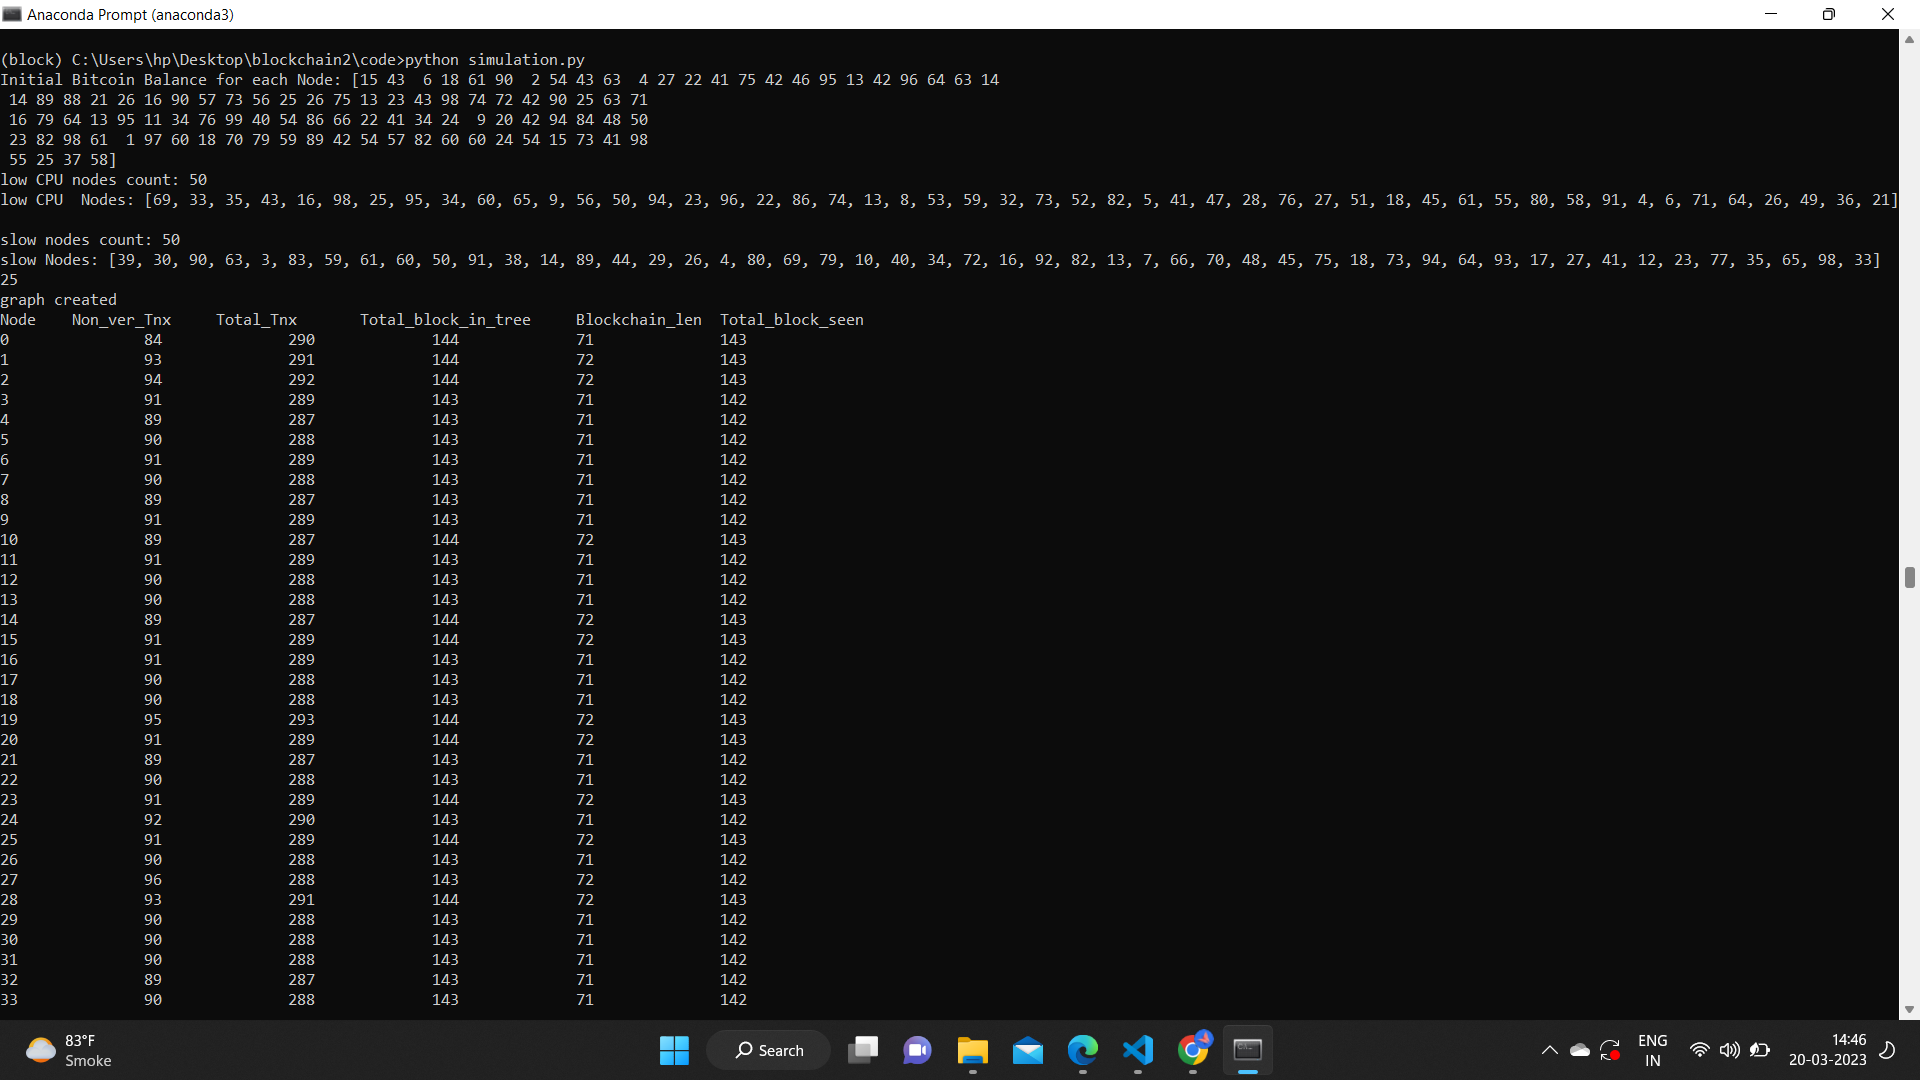 Anaconda Prompt (anaconda3)
(block) C:\Users\hp\Desktop\blockchain2\code>python simulation.py
Initial Bitcoin Balance for each Node: [15 43  6 18 61 90  2 54 43 63  4 27 22 41 75 42 46 95 13 42 96 64 63 14
 14 89 88 21 26 16 90 57 73 56 25 26 75 13 23 43 98 74 72 42 90 25 63 71
 16 79 64 13 95 11 34 76 99 40 54 86 66 22 41 34 24  9 20 42 94 84 48 50
 23 82 98 61  1 97 60 18 70 79 59 89 42 54 57 82 60 60 24 54 15 73 41 98
 55 25 37 58]
low CPU nodes count: 50
low CPU  Nodes: [69, 33, 35, 43, 16, 98, 25, 95, 34, 60, 65, 9, 56, 50, 94, 23, 96, 22, 86, 74, 13, 8, 53, 59, 32, 73, 52, 82, 5, 41, 47, 28, 76, 27, 51, 18, 45, 61, 55, 80, 58, 91, 4, 6, 71, 64, 26, 49, 36, 21]
slow nodes count: 50
slow Nodes: [39, 30, 90, 63, 3, 83, 59, 61, 60, 50, 91, 38, 14, 89, 44, 29, 26, 4, 80, 69, 79, 10, 40, 34, 72, 16, 92, 82, 13, 7, 66, 70, 48, 45, 75, 18, 73, 94, 64, 93, 17, 27, 41, 12, 23, 77, 35, 65, 98, 33]
25
graph created
Node    Non_ver_Tnx     Total_Tnx       Total_block_in_tree     Blockchain_len  Total_block_seen
0               84              290             144             71              143
1               93              291             144             72              143
2               94              292             144             72              143
3               91              289             143             71              142
4               89              287             143             71              142
5               90              288             143             71              142
6               91              289             143             71              142
7               90              288             143             71              142
8               89              287             143             71              142
9               91              289             143             71              142
10              89              287             144             72              143
11              91              289             143             71              142
12              90              288             143             71              142
13              90              288             143             71              142
14              89              287             144             72              143
15              91              289             144             72              143
16              91              289             143             71              142
17              90              288             143             71              142
18              90              288             143             71              142
19              95              293             144             72              143
20              91              289             144             72              143
21              89              287             143             71              142
22              90              288             143             71              142
23              91              289             144             72              143
24              92              290             143             71              142
25              91              289             144             72              143
26              90              288             143             71              142
27              96              288             143             72              142
28              93              291             144             72              143
29              90              288             143             71              142
30              90              288             143             71              142
31              90              288             143             71              142
32              89              287             143             71              142
33              90              288             143             71              142
83°F
Smoke
Search
ENG
IN
14:46
20-03-2023